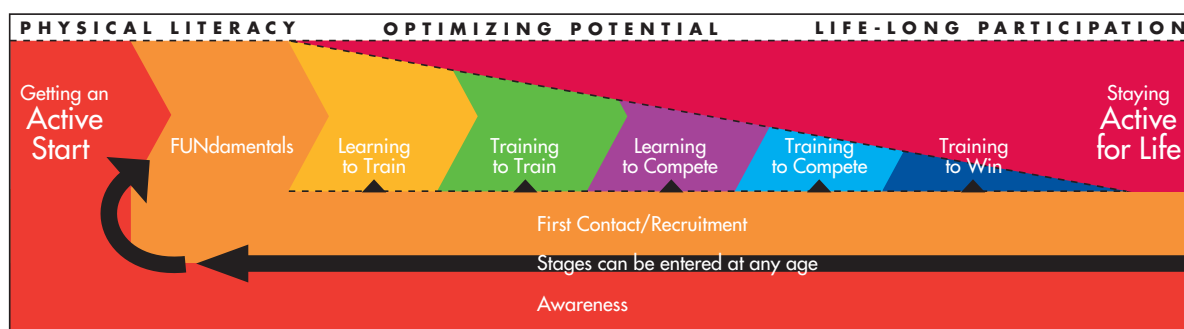 PHYSICAL LITERACY OPTIMIZING POTENTIAL LIFE-LONG PARTICIPATION
Getting an
Active
Start
FUNdamentals
Learning
to Train
Training
to Train
Learning
to Compete
Training
to Compete
Training
to Win
Staying
Active
for Life
First Contact/Recruitment
Stages can be entered at any age
Awareness